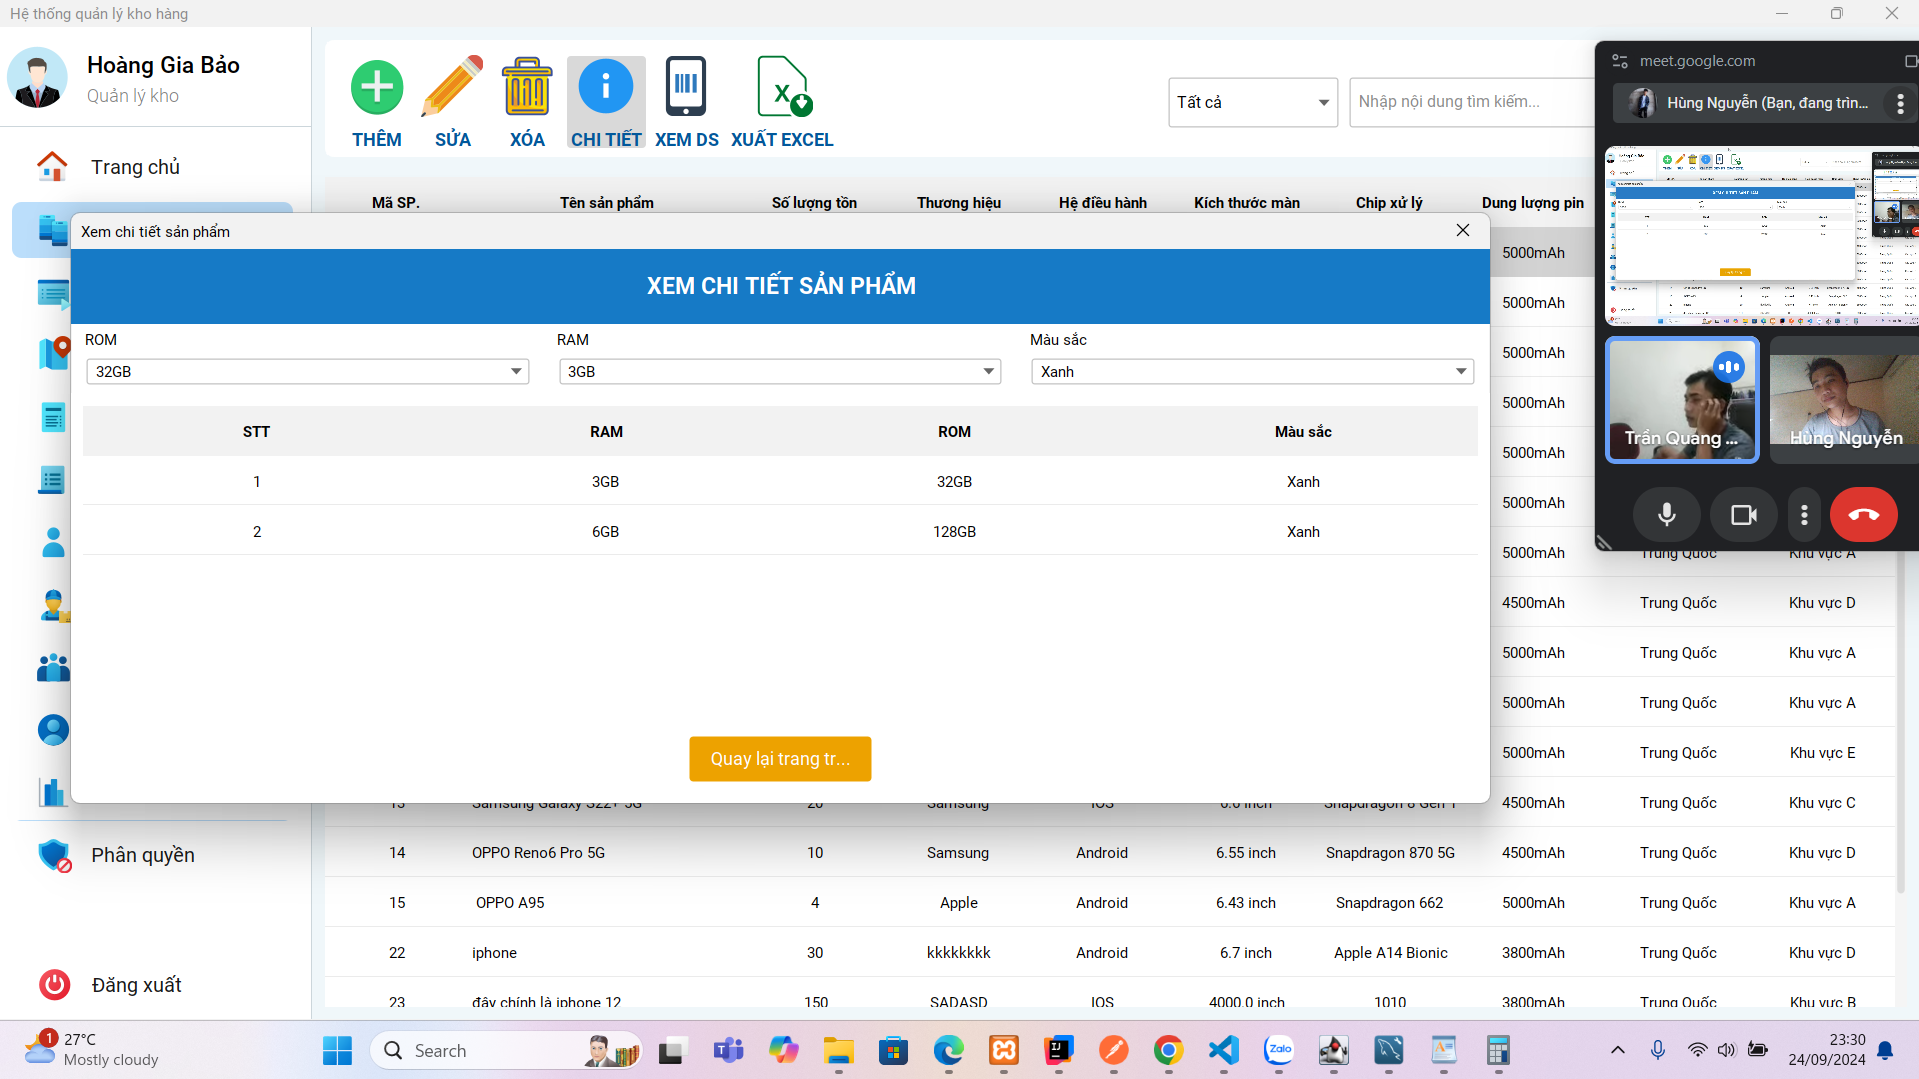 Hệ thống quản lý kho hàng
Hoàng Gia Bảo
Quản lý kho
THÊM
SỬA
XÓA
CHI TIẾT
XEM DS
XUẤT EXCEL
Tất cả
Nhập nội dung tìm kiếm...
meet.google.com
Hùng Nguyễn (Bạn, đang trìn...
Trần Quang ...
Hùng Nguyễn
Trang chủ
Mã SP.
Tên sản phẩm
Số lượng tồn
Thương hiệu
Hệ điều hành
Kích thước màn
Chip xử lý
Dung lượng pin
Xem chi tiết sản phẩm
XEM CHI TIẾT SẢN PHẨM
ROM
RAM
Màu sắc
32GB
3GB
Xanh
STT
RAM
ROM
Màu sắc
1
3GB
32GB
Xanh
2
6GB
128GB
Xanh
Quay lại trang tr...
5000mAh
5000mAh
5000mAh
5000mAh
5000mAh
5000mAh
5000mAh
Trung Quốc
Khu vực A
4500mAh
Trung Quốc
Khu vực D
5000mAh
Trung Quốc
Khu vực A
5000mAh
Trung Quốc
Khu vực A
5000mAh
Trung Quốc
Khu vực E
13
Samsung Galaxy S22+ 5G
20
Samsung
IOS
6.6 inch
Snapdragon 8 Gen 1
4500mAh
Trung Quốc
Khu vực C
14
OPPO Reno6 Pro 5G
10
Samsung
Android
6.55 inch
Snapdragon 870 5G
4500mAh
Trung Quốc
Khu vực D
15
OPPO A95
4
Apple
Android
6.43 inch
Snapdragon 662
5000mAh
Trung Quốc
Khu vực A
22
iphone
30
kkkkkkkk
Android
6.7 inch
Apple A14 Bionic
3800mAh
Trung Quốc
Khu vực D
23
đây chính là iphone 12
150
SADASD
IOS
4000.0 inch
1010
3800mAh
Trung Quốc
Khu vực B
Phân quyền
Đăng xuất
1
27°C
Mostly cloudy
Search
Zalo
23:30
24/09/2024